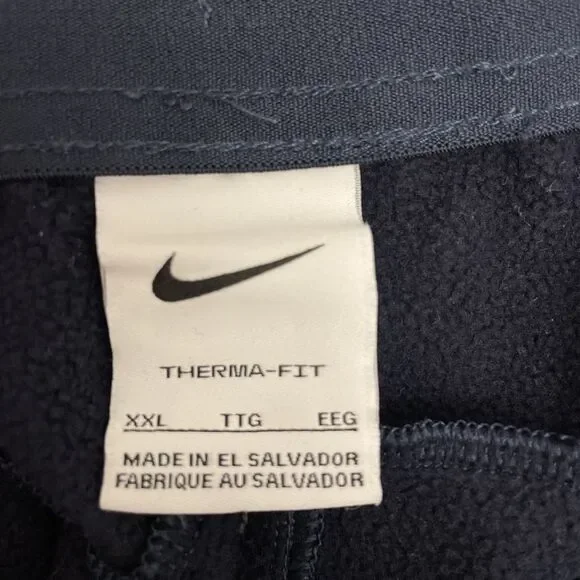 THERMA-FIT
XXL TTG EEG
MADE IN EL SALVADOR
FABRIQUE AU SALVADOR